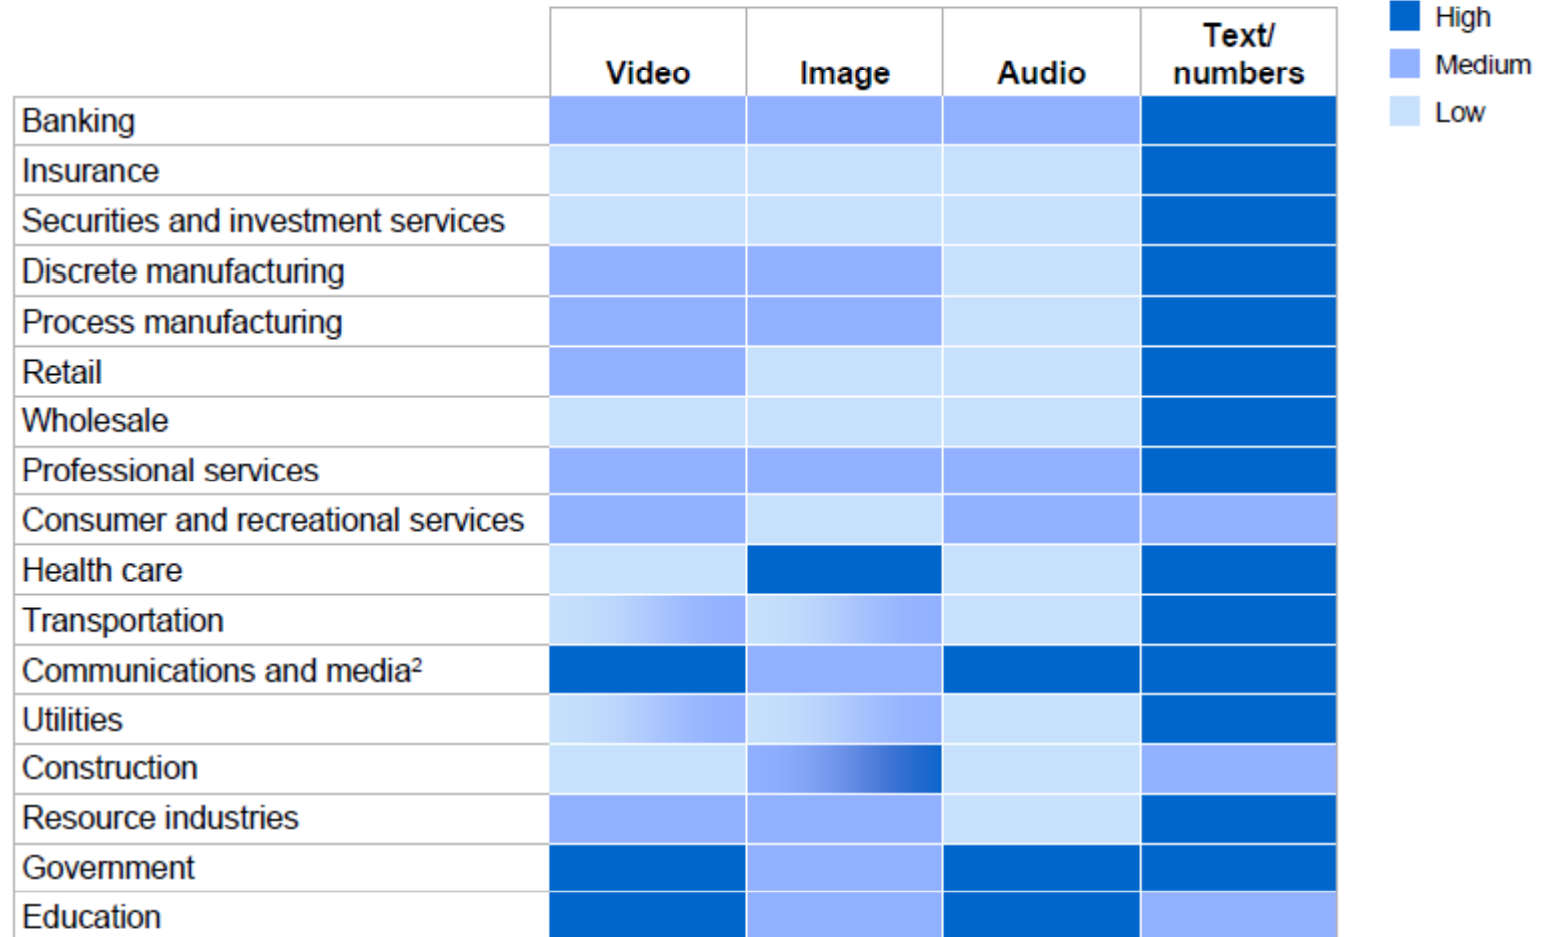 Video Image Audio Text/
numbers
High
Medium
Low
Banking
Insurance
Securities and investment services
Discrete manufacturing
Process manufacturing
Retail
Wholesale
Professional services
Consumer and recreational services
Health care
Transportation
Communications and media²
Utilities
Construction
Resource industries
Government
Education